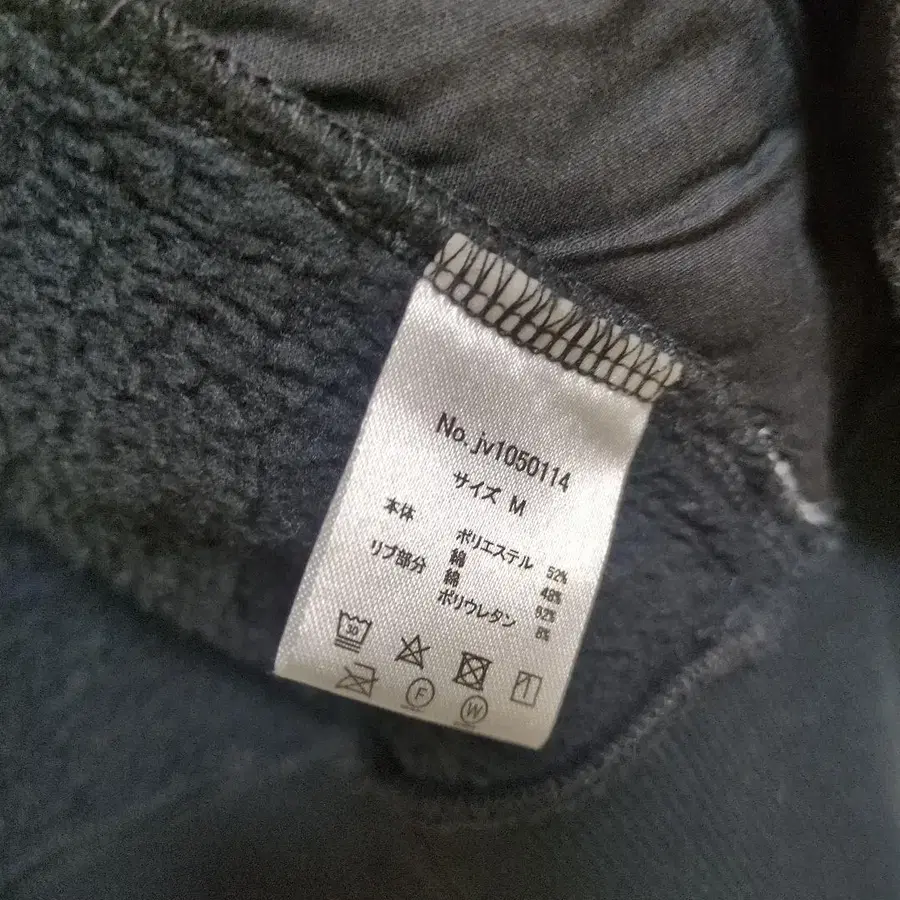 No.jv1050114
サイズ M
本体 ポリエステル 52%
綿 48%
リブ部分 綿 92%
ポリウレタン 8%
30
F
W